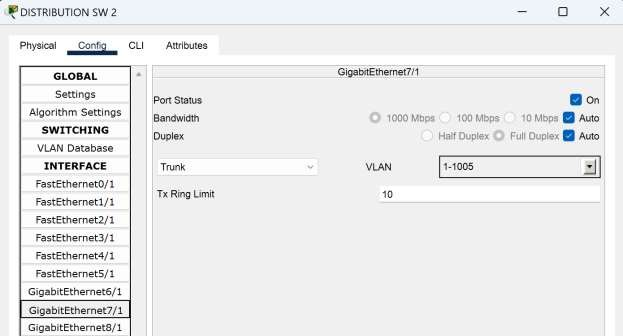 DISTRIBUTION SW 2
Physical Config CLI Attributes
GLOBAL
Settings
Algorithm Settings
SWITCHING
VLAN Database
INTERFACE
FastEthernet0/1
FastEthernet1/1
FastEthernet2/1
FastEthernet3/1
FastEthernet4/1
FastEthernet5/1
GigabitEthernet6/1
GigabitEthernet7/1
GigabitEthernet8/1
GigabitEthernet7/1
Port Status On
Bandwidth 1000 Mbps 100 Mbps 10 Mbps Auto
Duplex Half Duplex Full Duplex Auto
Trunk VLAN 1-1005
Tx Ring Limit 10